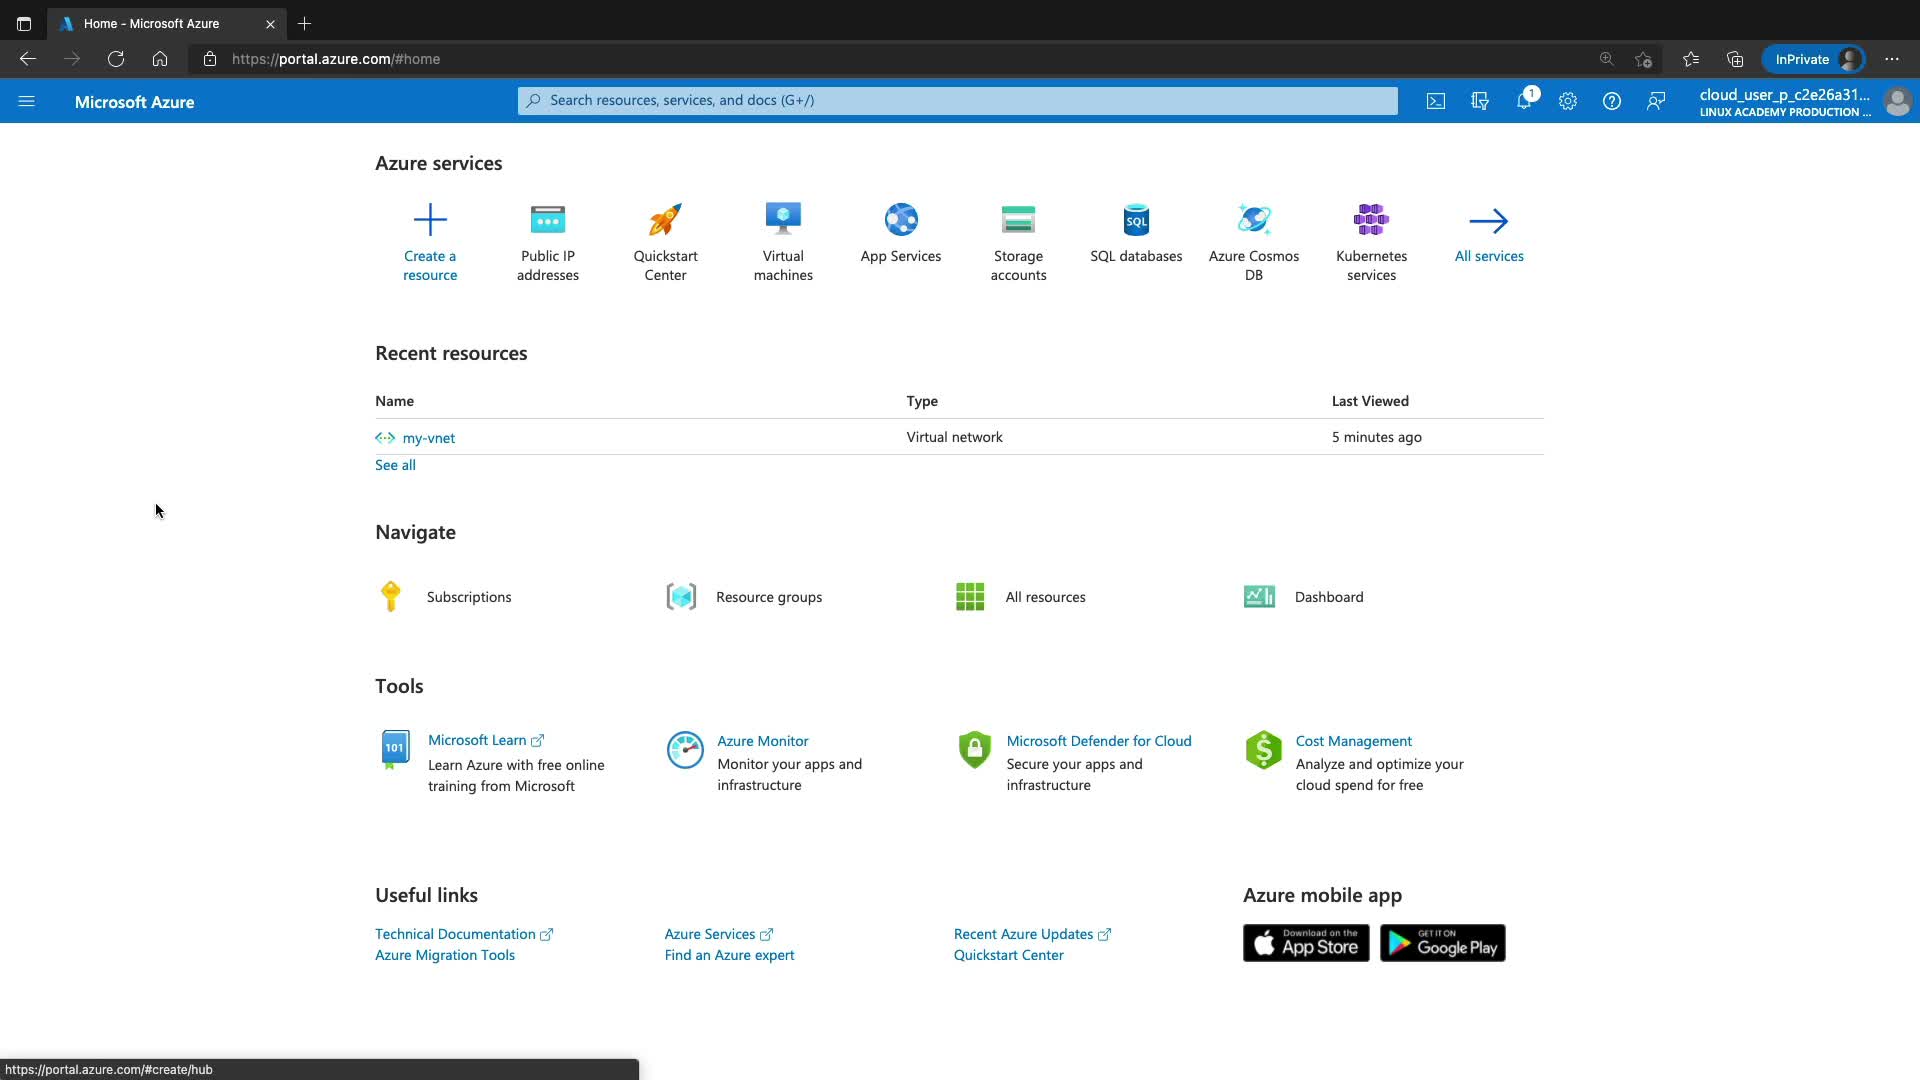 Home - Microsoft Azure
https://portal.azure.com/#home
InPrivate
Microsoft Azure
Search resources, services, and docs (G+/)
1
cloud_user_p_c2e26a31...
LINUX ACADEMY PRODUCTION ...
Azure services
Create a
resource
Public IP
addresses
Quickstart
Center
Virtual
machines
App Services
Storage
accounts
SQL
SQL databases
Azure Cosmos
DB
Kubernetes
services
All services
Recent resources
Name Type Last Viewed
my-vnet Virtual network 5 minutes ago
See all
Navigate
Subscriptions
Resource groups
All resources
Dashboard
Tools
101
Microsoft Learn
Learn Azure with free online
training from Microsoft
Azure Monitor
Monitor your apps and
infrastructure
Microsoft Defender for Cloud
Secure your apps and
infrastructure
$
Cost Management
Analyze and optimize your
cloud spend for free
Useful links
Technical Documentation
Azure Migration Tools
Azure Services
Find an Azure expert
Recent Azure Updates
Quickstart Center
Azure mobile app
Download on the
App Store
GET IT ON
Google Play
https://portal.azure.com/#create/hub